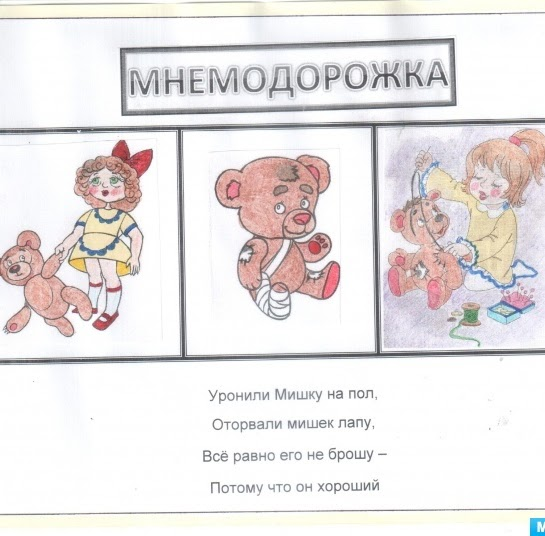 МНЕМОДОРОЖКА
Уронили Мишку на пол,
Оторвали мишек лапу,
Всё равно его не брошу –
Потому что он хороший
М